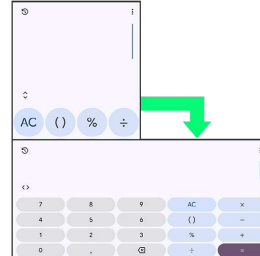 AC () % ÷
7 8 9 AC ×
4 5 6 () −
1 2 3 % +
0 . ÷ =